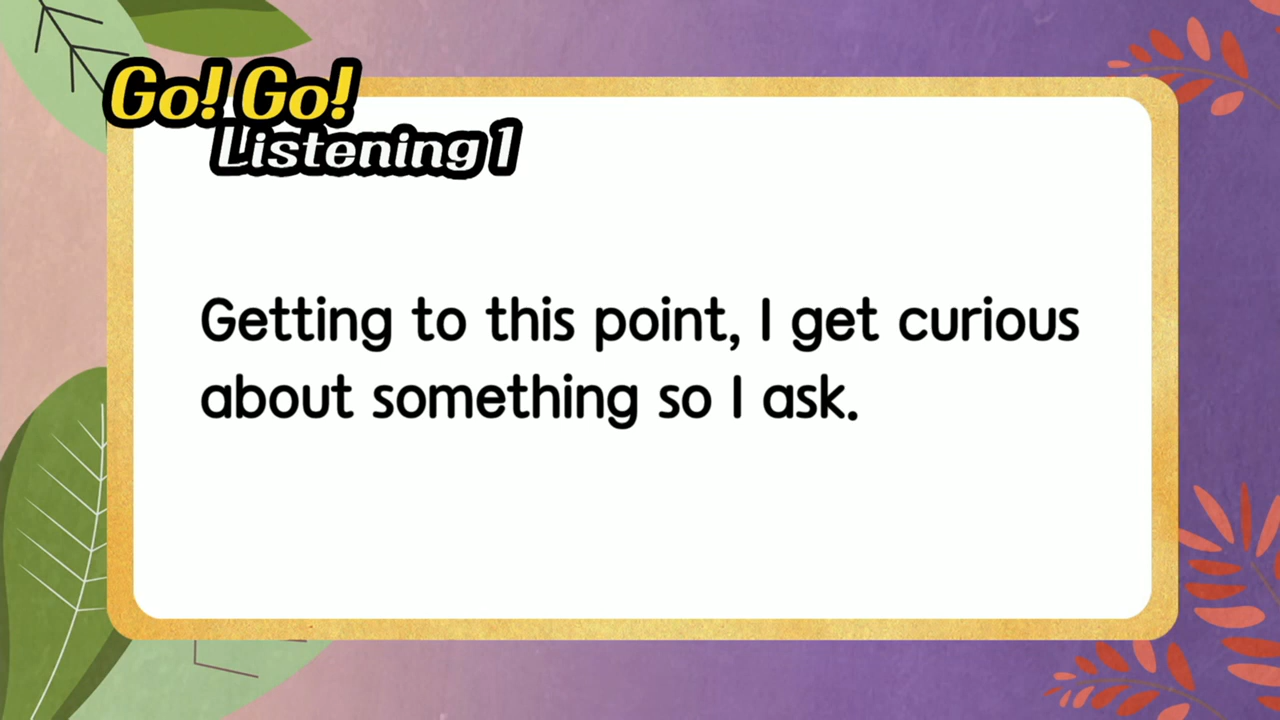 Go! Go!
Listening 1
Getting to this point, I get curious
about something so I ask.